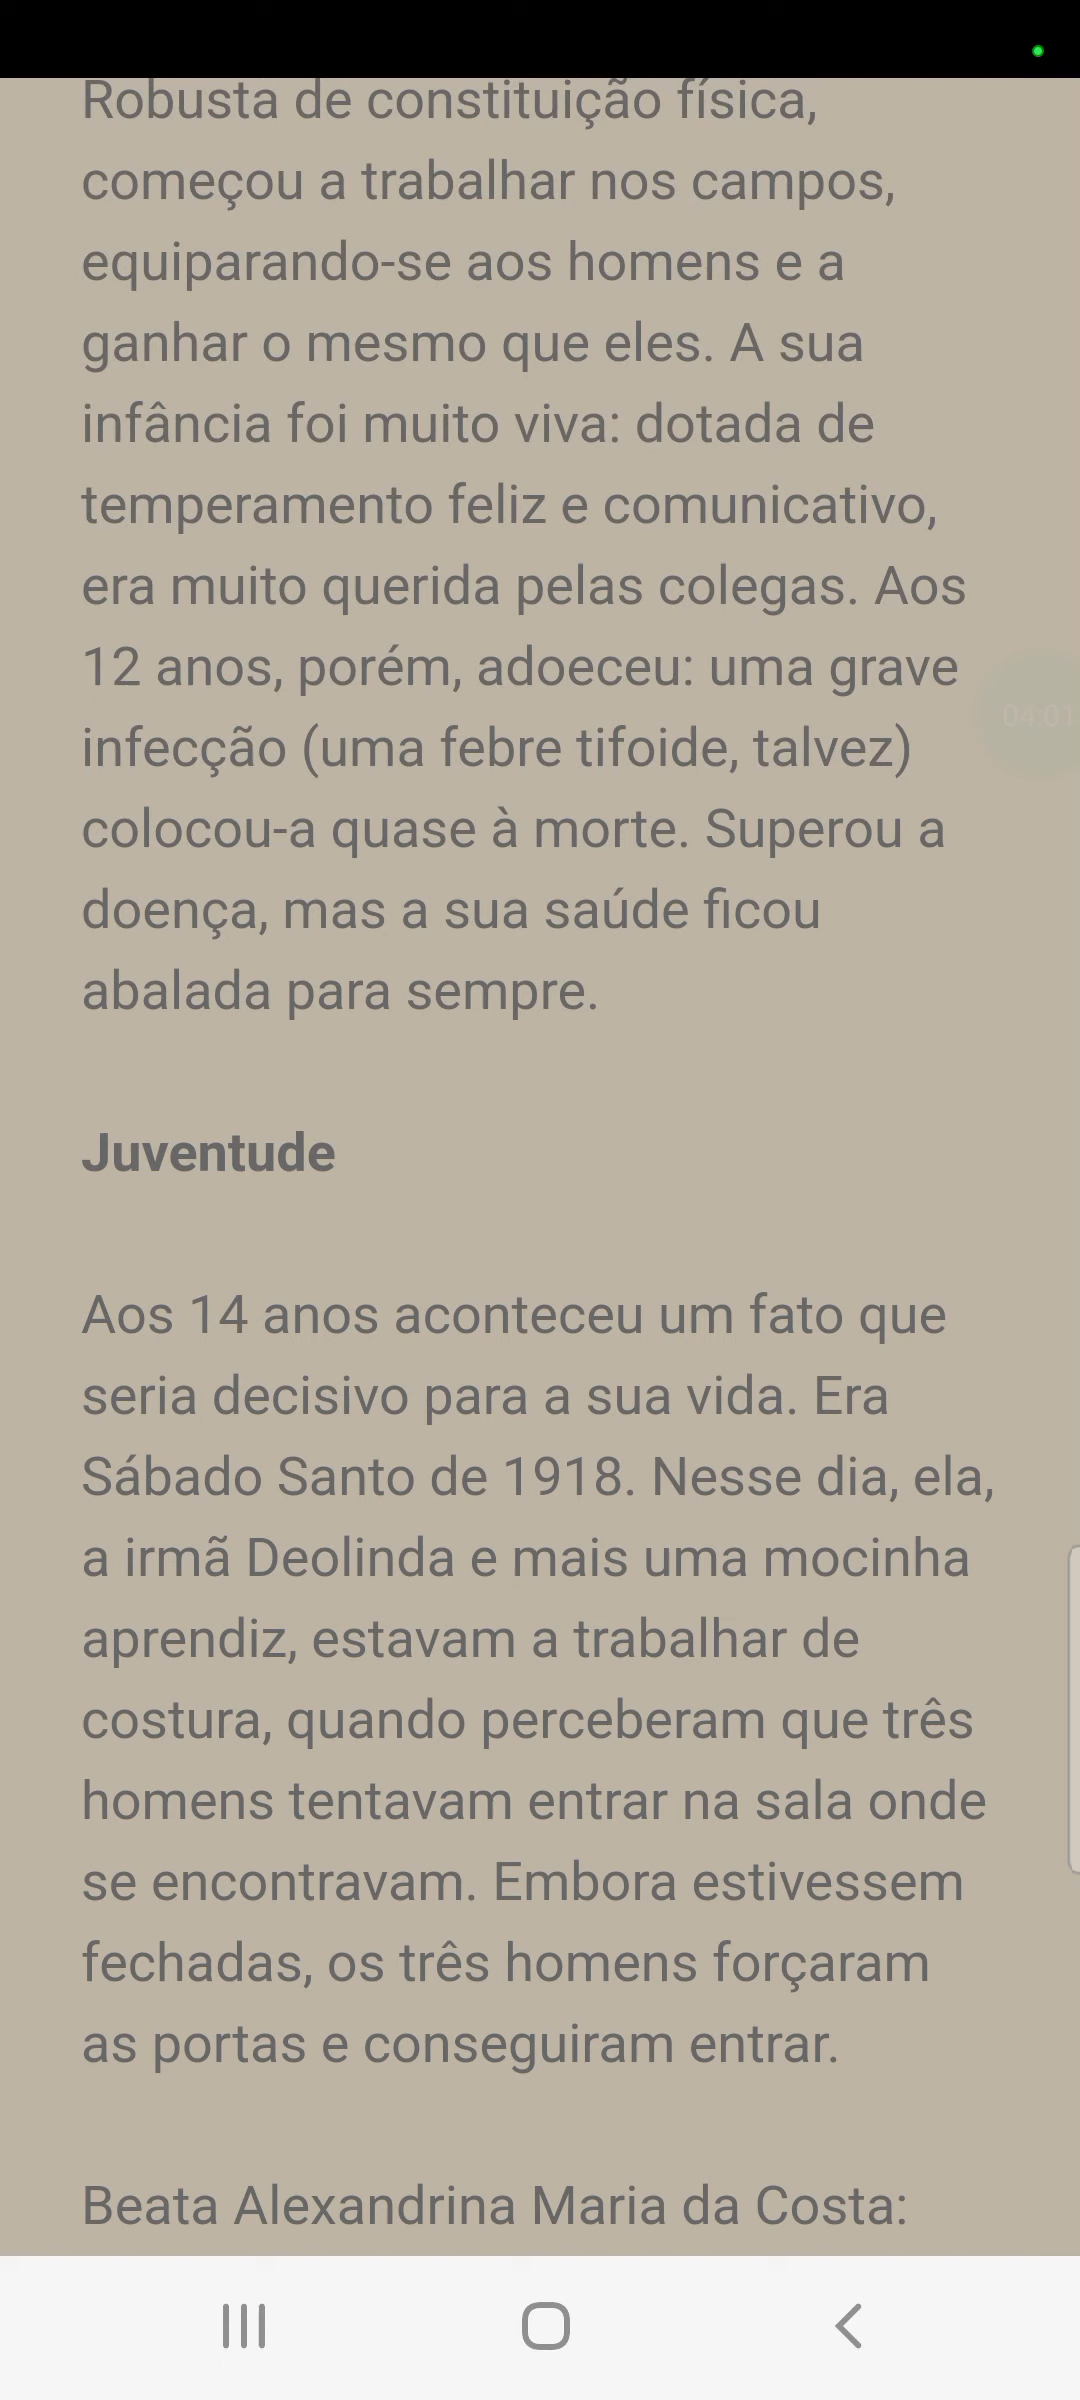 Robusta de constituição física,
começou a trabalhar nos campos,
equiparando-se aos homens e a
ganhar o mesmo que eles. A sua
infância foi muito viva: dotada de
temperamento feliz e comunicativo,
era muito querida pelas colegas. Aos
12 anos, porém, adoeceu: uma grave
04:01
infecção (uma febre tifoide, talvez)
colocou-a quase à morte. Superou a
doença, mas a sua saúde ficou
abalada para sempre.
Juventude
Aos 14 anos aconteceu um fato que
seria decisivo para a sua vida. Era
Sábado Santo de 1918. Nesse dia, ela,
a irmã Deolinda e mais uma mocinha
aprendiz, estavam a trabalhar de
costura, quando perceberam que três
homens tentavam entrar na sala onde
se encontravam. Embora estivessem
fechadas, os três homens forçaram
as portas e conseguiram entrar.
Beata Alexandrina Maria da Costa: